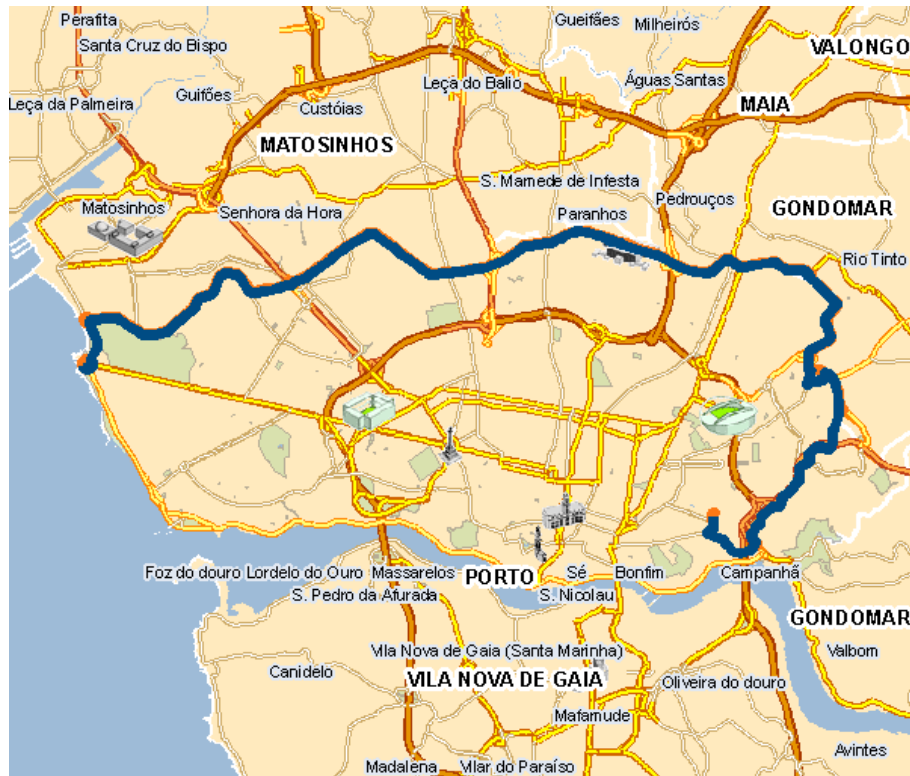 Perafita
Gueifães
Milheirós
Santa Cruz do Bispo
VALONGO
Leça do Balio
Águas Santas
Guifões
Leça da Palmeira
Custóias
MAIA
MATOSINHOS
S. Mamede de Infesta
Pedrouços
Matosinhos
Senhora da Hora
Paranhos
GONDOMAR
Rio Tinto
Foz do douro
Lordelo do Ouro
Massarelos
PORTO
Sé
Bonfim
Campanhã
S. Pedro da Afurada
S. Nicolau
GONDOMAR
Vila Nova de Gaia (Santa Marinha)
Valbom
Canidelo
VILA NOVA DE GAIA
Oliveira do douro
Mafamude
Avintes
Madalena
Vilar do Paraíso